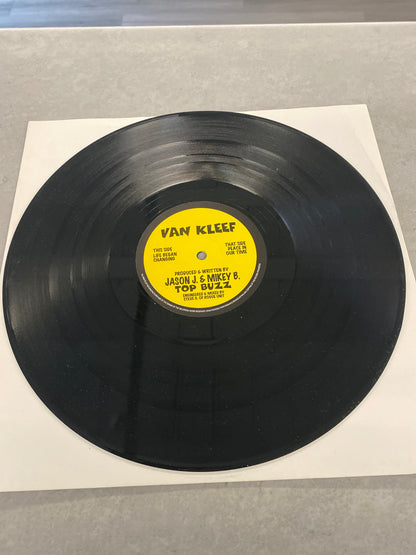 VAN KLEEF
THIS SIDE
LIFE BEGAN
CHANGING
THAT SIDE
PEACE IN
OUR TIME
PRODUCED & WRITTEN BY
JASON J. & MIKEY B.
TOP BUZZ
ENGINEERED & MIXED BY